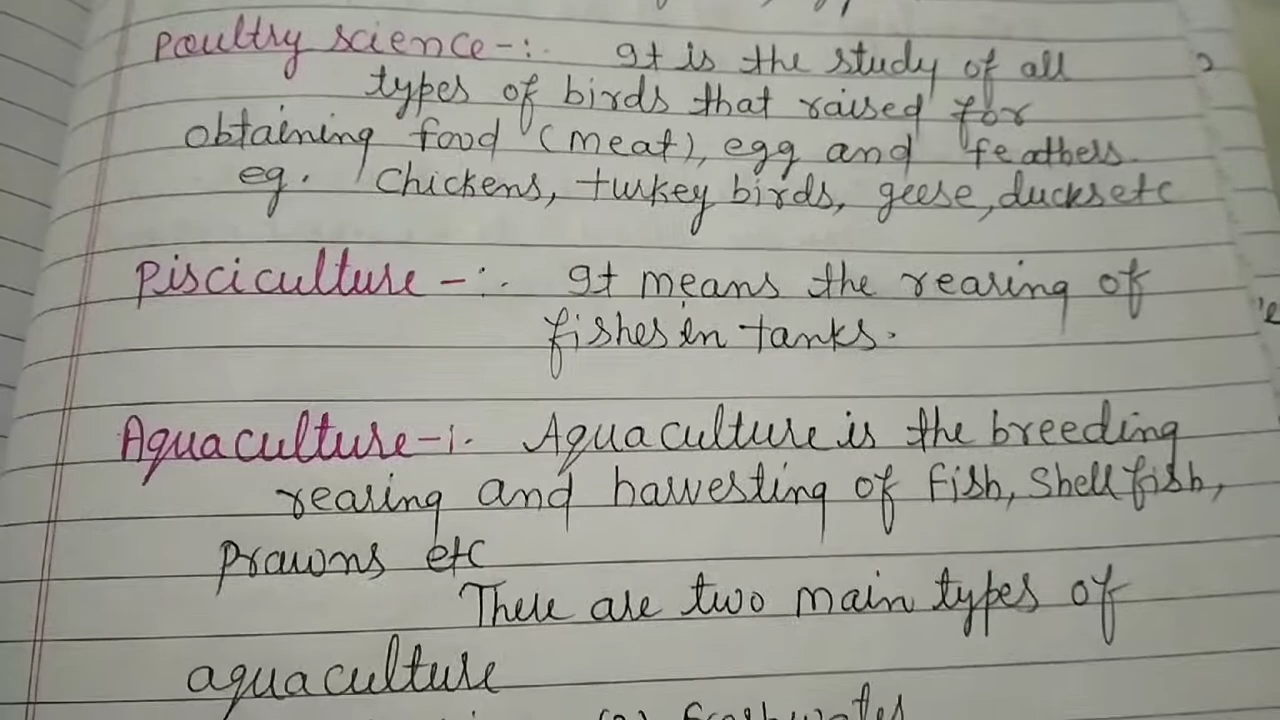 Poultry science -: It is the study of all
types of birds that raised for
obtaining food (meat), egg and feathers
eg. Chickens, turkey birds, geese, ducks etc
Pisciculture -: It means the rearing of
fishes in tanks.
Aquaculture -: Aquaculture is the breeding
rearing and harvesting of Fish, Shell fish,
Prawns etc
There are two main types of
aquaculture
freshwater